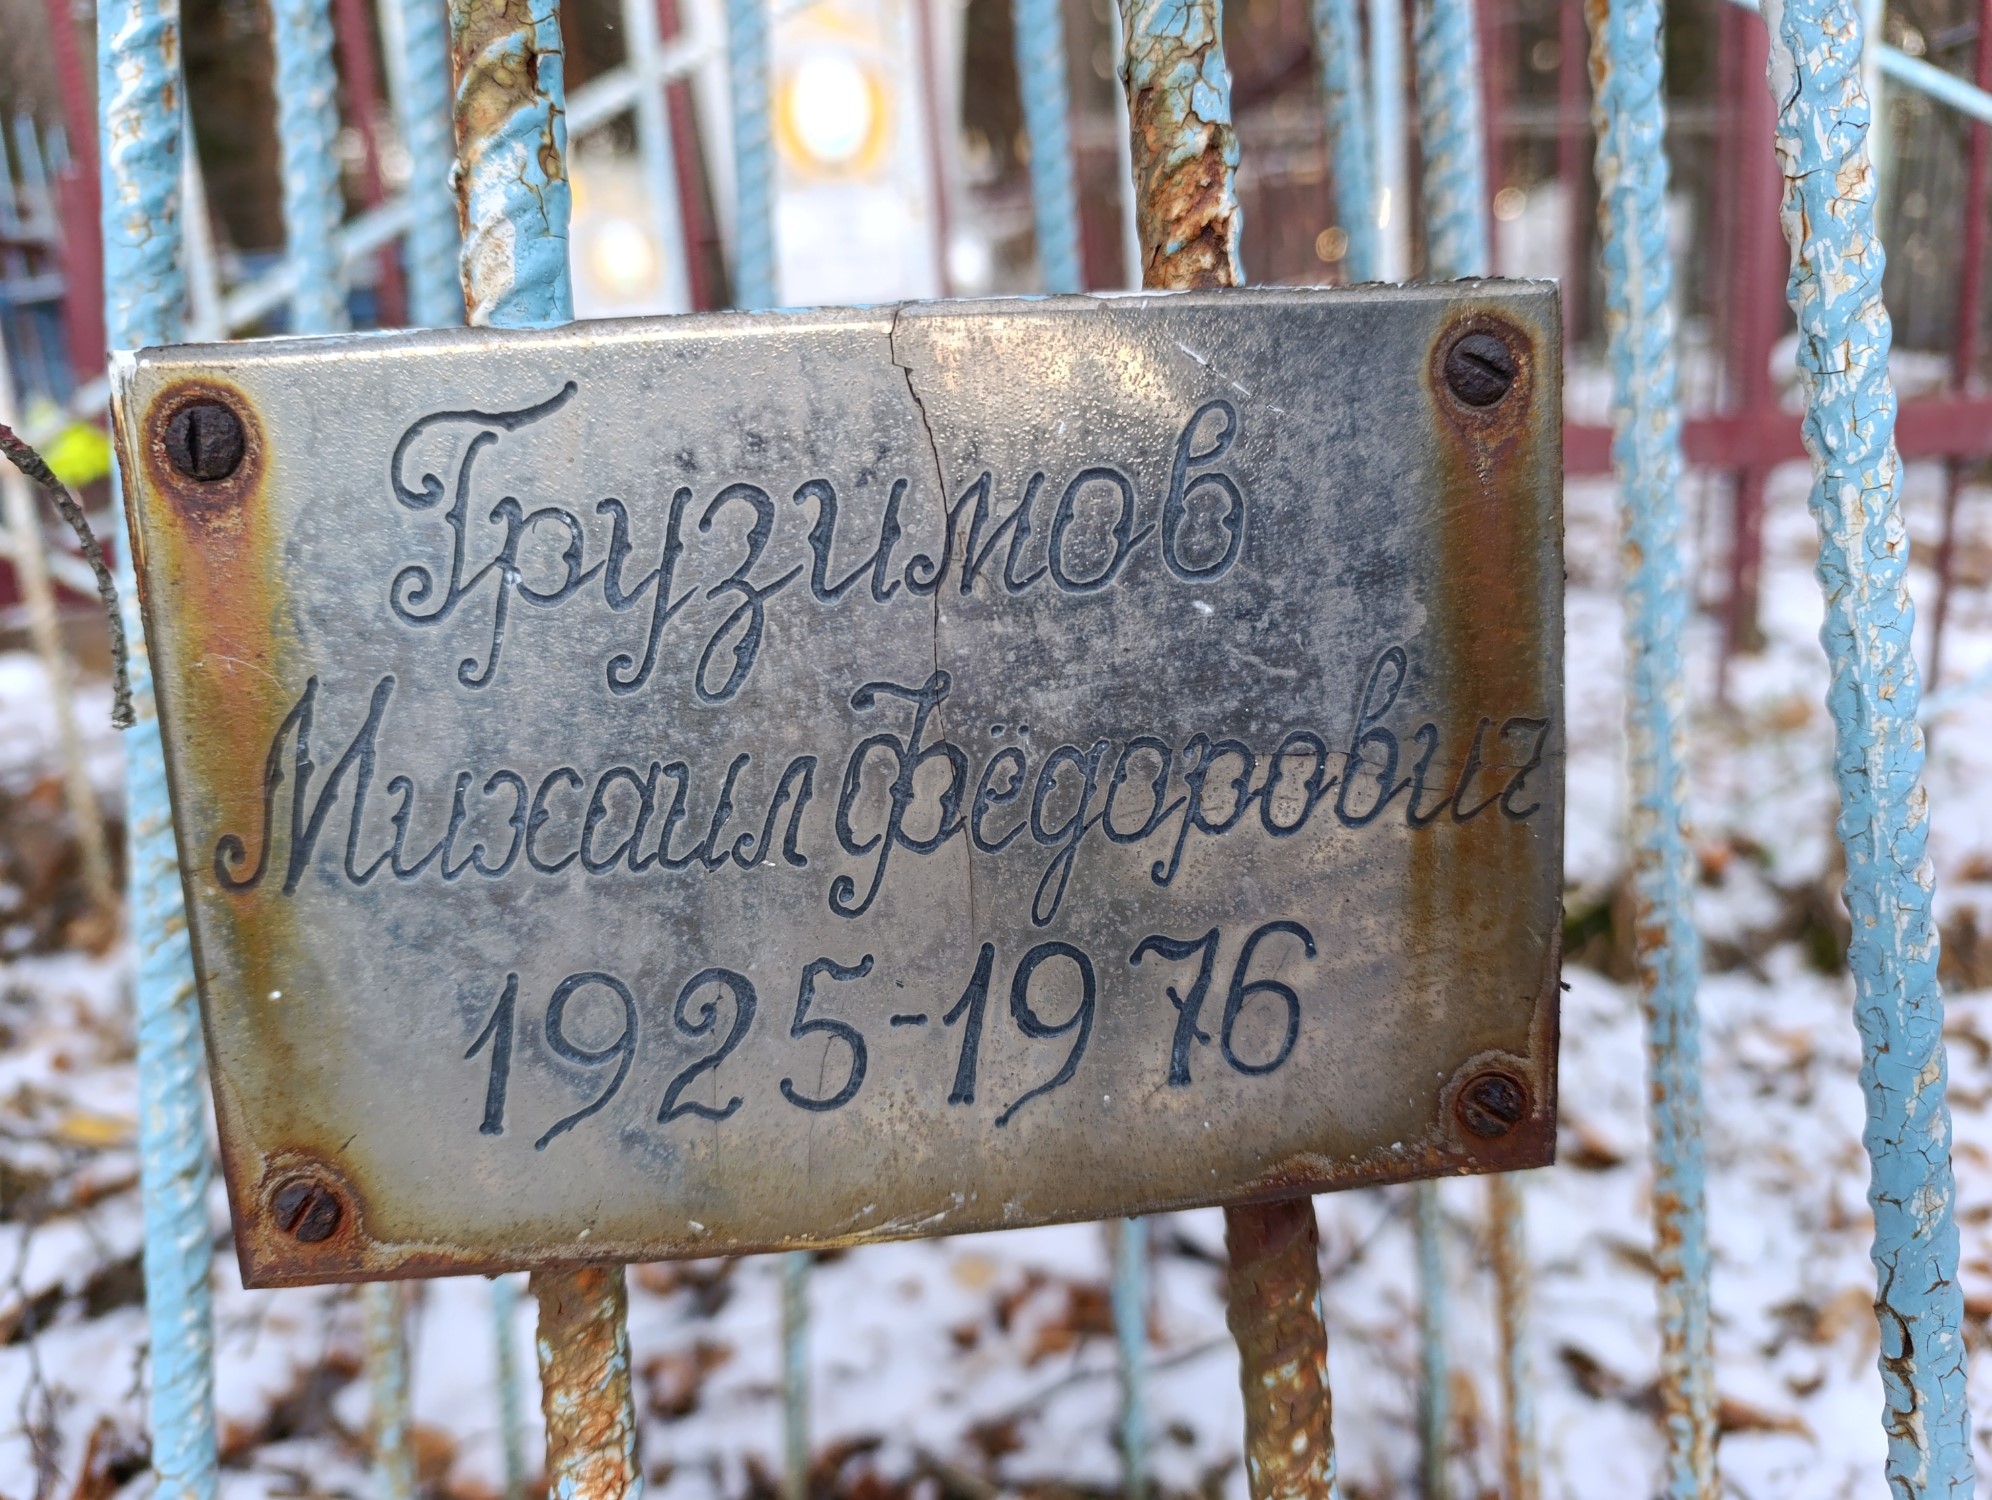 Грузимов
Михаил Фёдорович
1925-1976